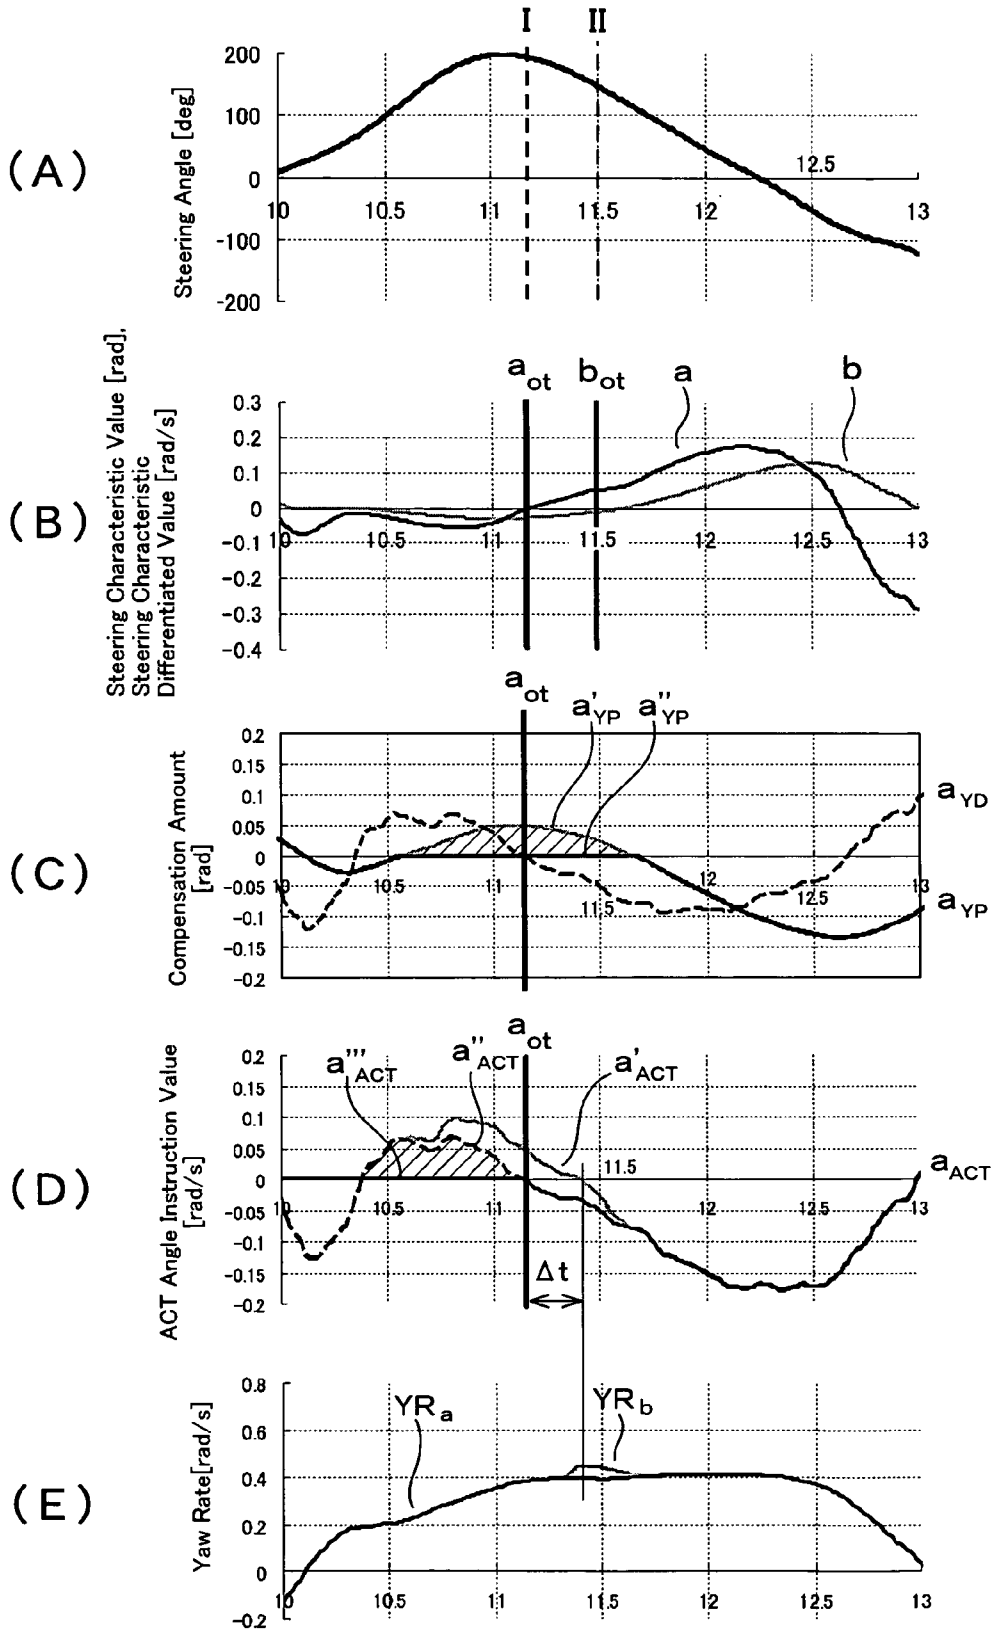 I II
(A)
Steering Angle [deg]
200
100
0
-100
-200
10 10.5 11 11.5 12 12.5 13
(B)
Steering Characteristic Value [rad],
Steering Characteristic
Differentiated Value [rad/s]
a_ot b_ot a b
0.3
0.2
0.1
0
-0.1
-0.2
-0.3
-0.4
10 10.5 11 11.5 12 12.5 13
(C)
Compensation Amount
[rad]
a_ot a'_YP a''_YP
0.2
0.15
0.1
0.05
0
-0.05
-0.1
-0.15
-0.2
10 10.5 11 11.5 12 12.5 13
a_YD
a_YP
(D)
ACT Angle Instruction Value
[rad/s]
a_ot
a'''_ACT a''_ACT a'_ACT
0.2
0.15
0.1
0.05
0
-0.05
-0.1
-0.15
-0.2
10 10.5 11 11.5 12 12.5 13
a_ACT
Δt
(E)
Yaw Rate[rad/s]
YR_a YR_b
0.8
0.6
0.4
0.2
0
-0.2
10 10.5 11 11.5 12 12.5 13